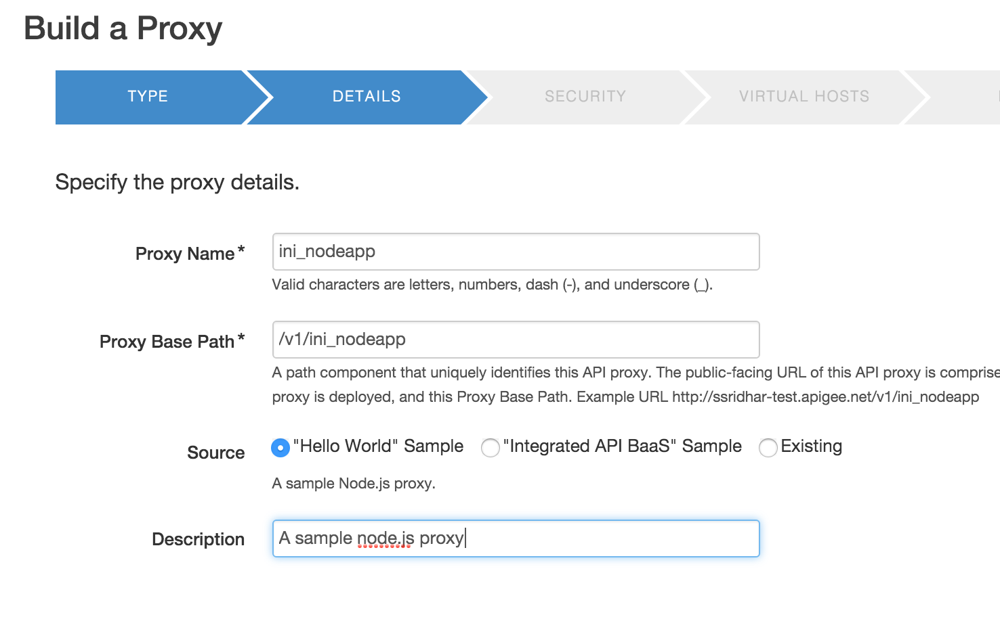 Build a Proxy
TYPE DETAILS SECURITY VIRTUAL HOSTS
Specify the proxy details.
Proxy Name* ini_nodeapp
Valid characters are letters, numbers, dash (-), and underscore (_).
Proxy Base Path* /v1/ini_nodeapp
A path component that uniquely identifies this API proxy. The public-facing URL of this API proxy is comprise
proxy is deployed, and this Proxy Base Path. Example URL http://ssridhar-test.apigee.net/v1/ini_nodeapp
Source "Hello World" Sample "Integrated API BaaS" Sample Existing
A sample Node.js proxy.
Description A sample node.js proxy